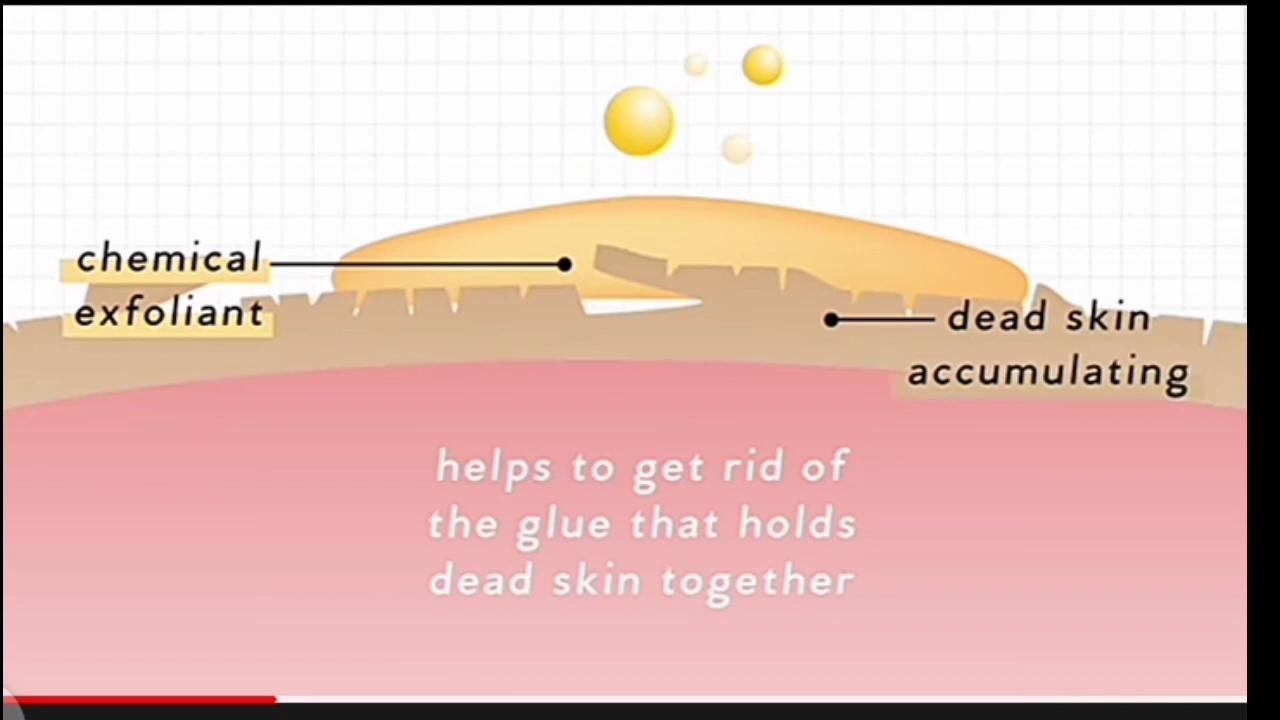 chemical
exfoliant
dead skin
accumulating
helps to get rid of
the glue that holds
dead skin together